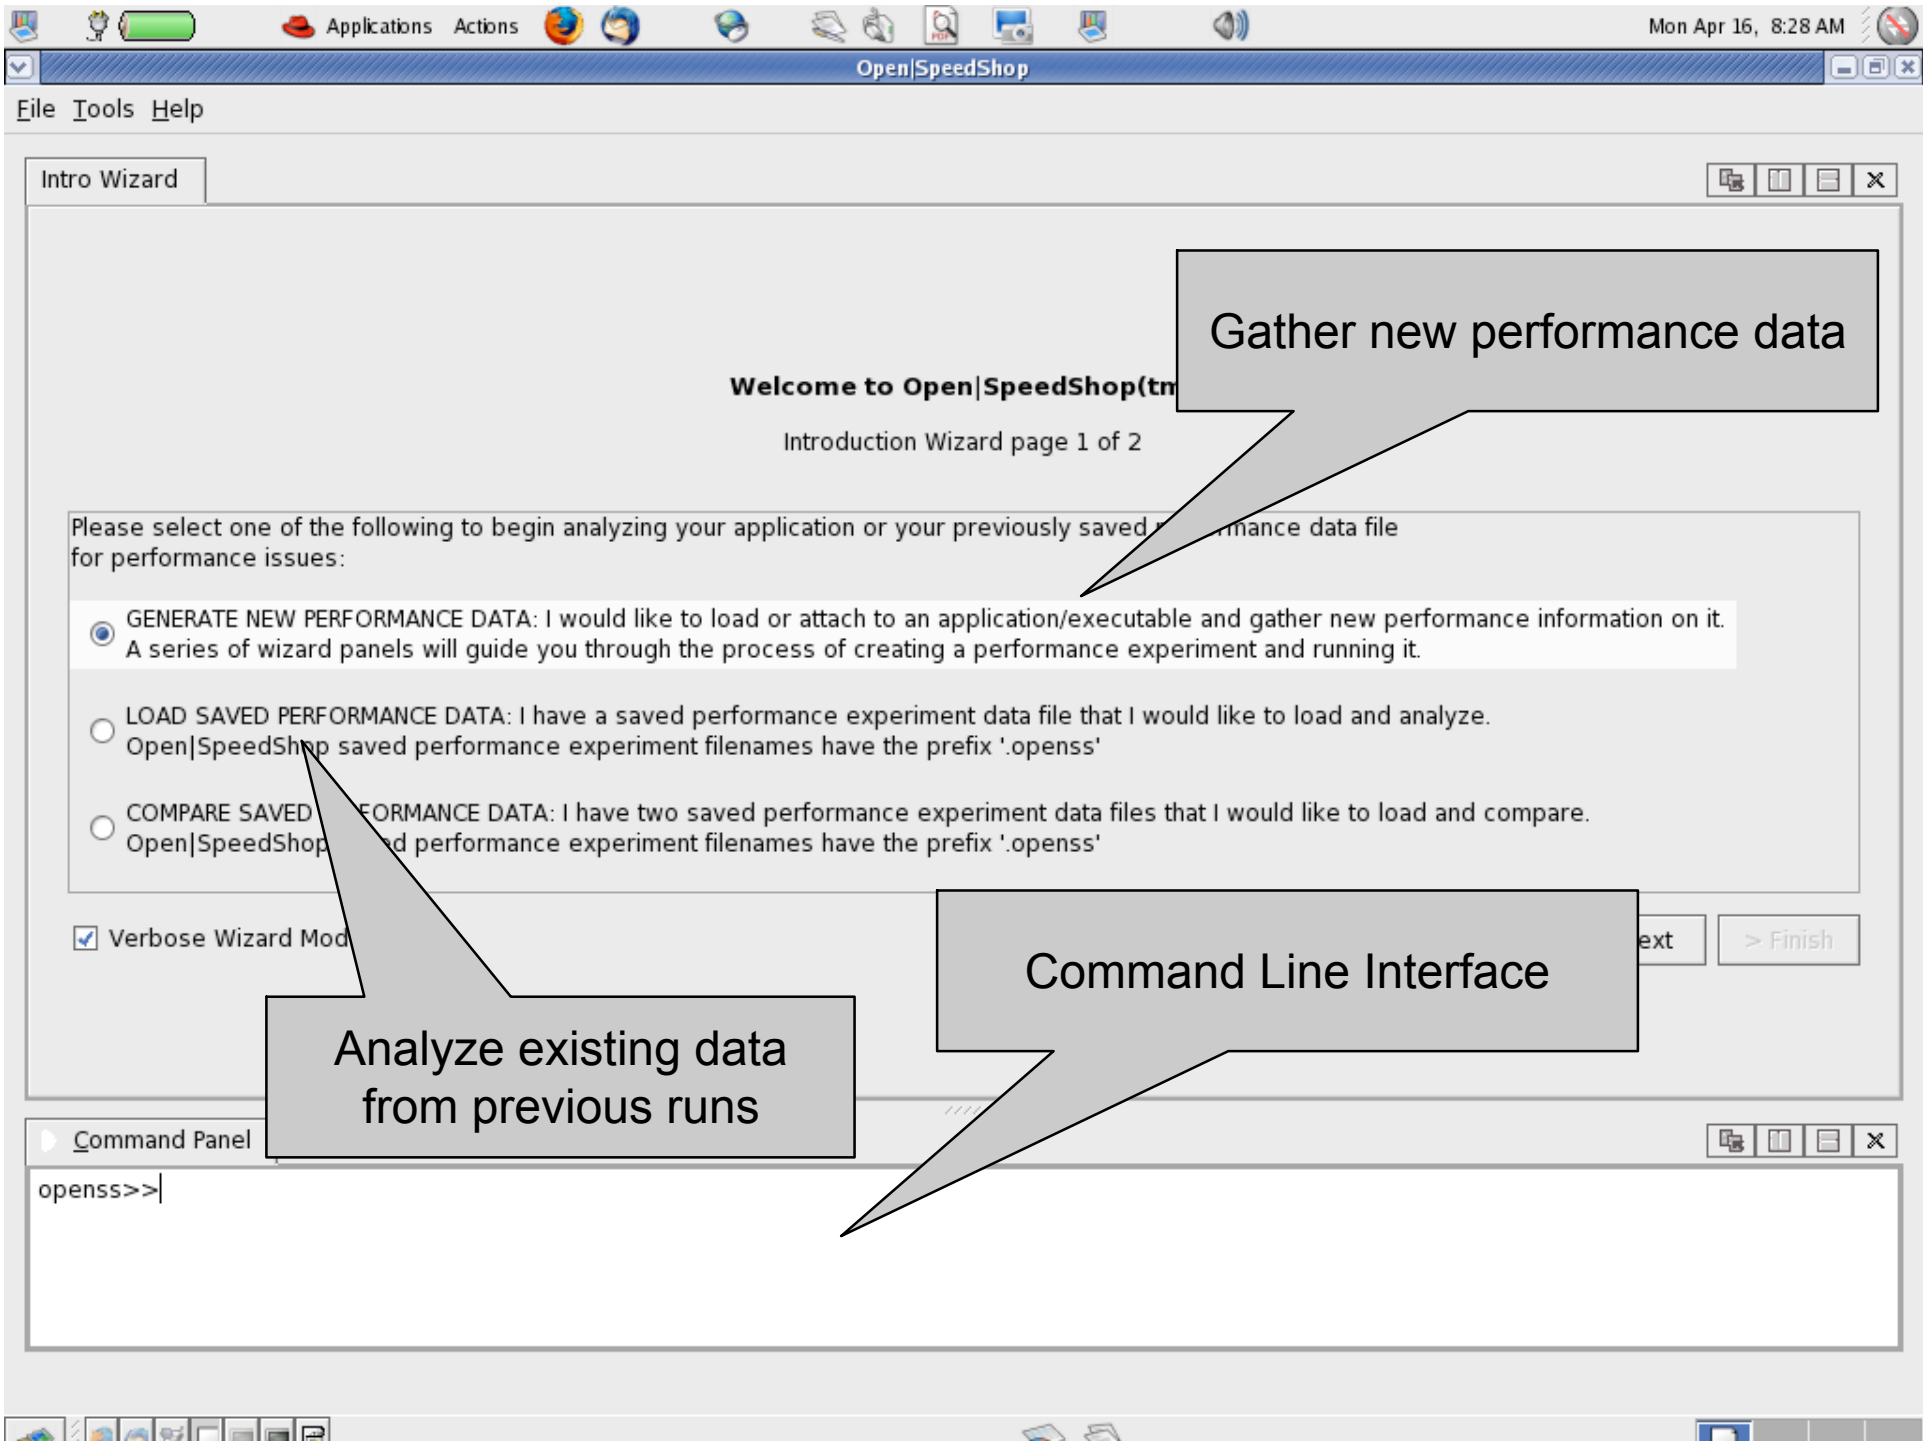 Applications Actions
Mon Apr 16, 8:28 AM
Open|SpeedShop
File Tools Help
Intro Wizard
Gather new performance data
Welcome to Open|SpeedShop(tm
Introduction Wizard page 1 of 2
Please select one of the following to begin analyzing your application or your previously saved mance data file
for performance issues:
GENERATE NEW PERFORMANCE DATA: I would like to load or attach to an application/executable and gather new performance information on it.
A series of wizard panels will guide you through the process of creating a performance experiment and running it.
LOAD SAVED PERFORMANCE DATA: I have a saved performance experiment data file that I would like to load and analyze.
Open|SpeedShop saved performance experiment filenames have the prefix '.openss'
COMPARE SAVED FORMANCE DATA: I have two saved performance experiment data files that I would like to load and compare.
Open|SpeedShop ed performance experiment filenames have the prefix '.openss'
Verbose Wizard Mod
ext
> Finish
Command Line Interface
Analyze existing data
from previous runs
Command Panel
openss>>